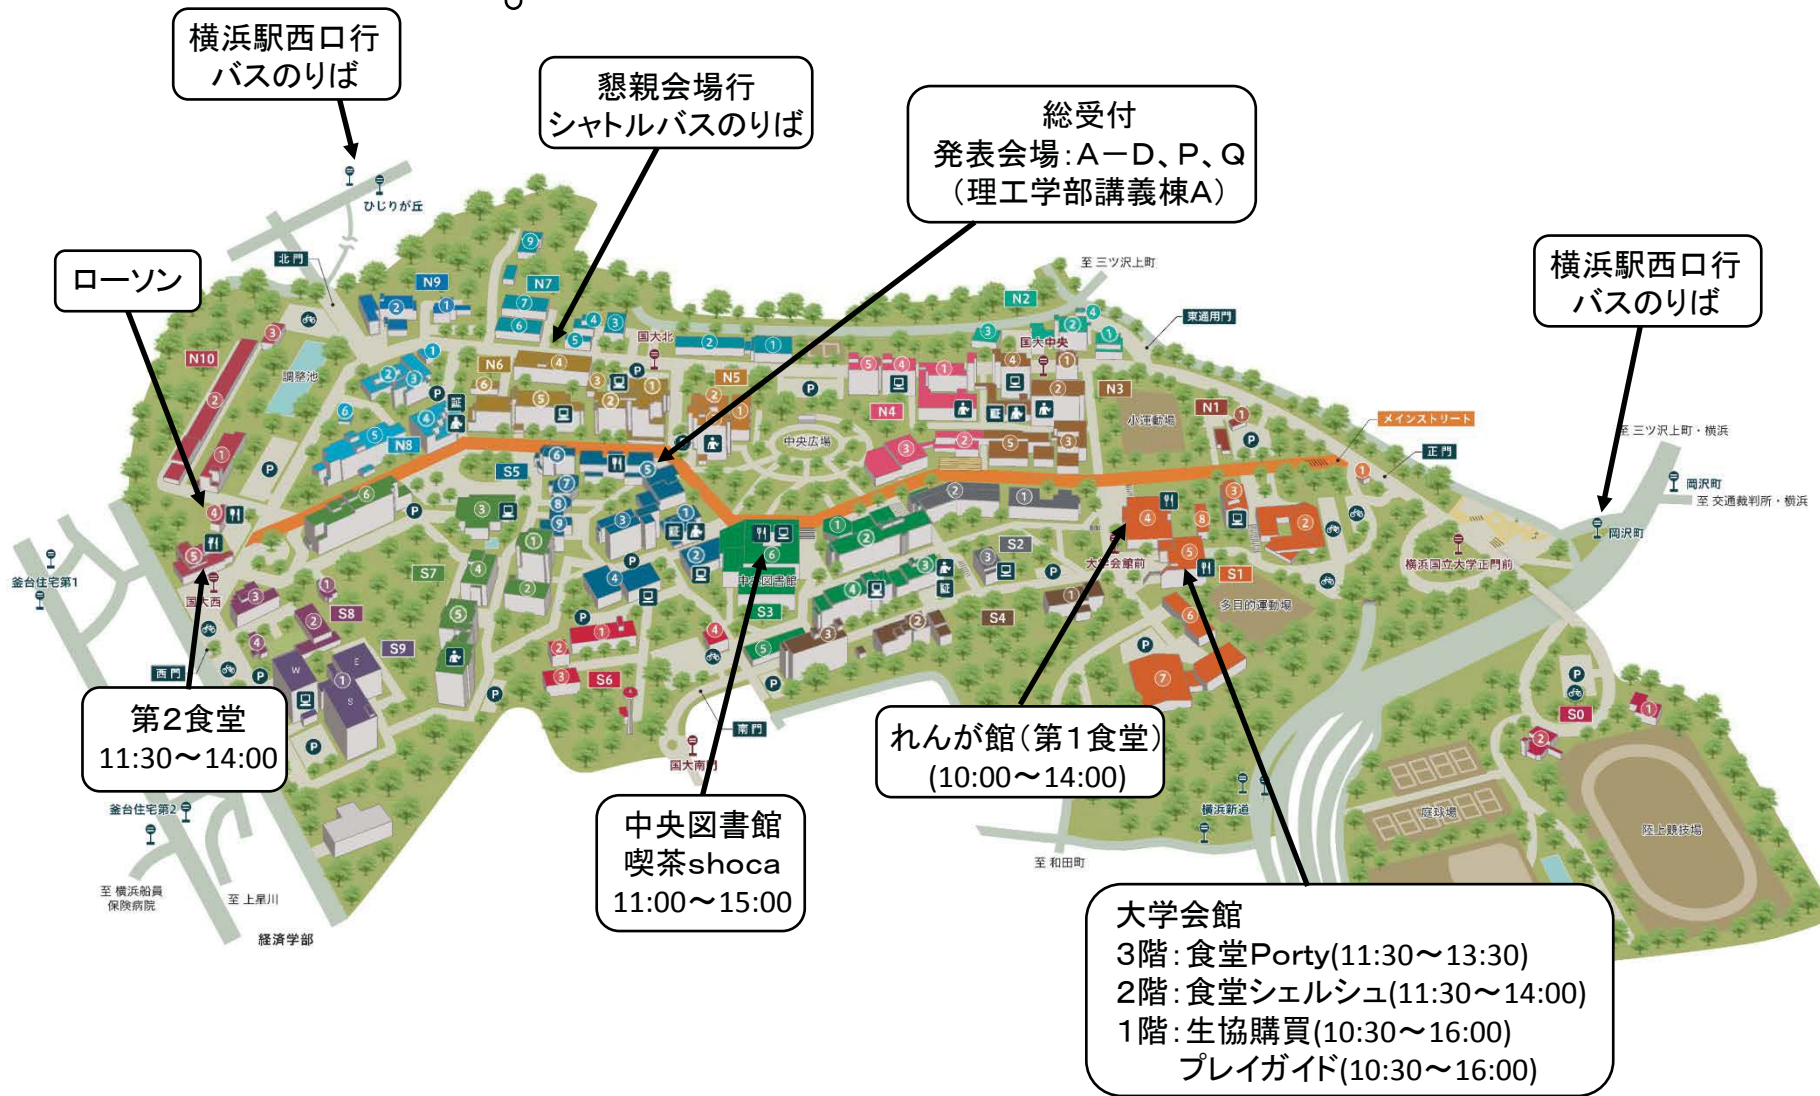 。
横浜駅西口行
バスのりば
懇親会場行
シャトルバスのりば
総受付
発表会場:A－D、P、Q
（理工学部講義棟A）
ローソン
横浜駅西口行
バスのりば
ひじりが丘
北門
至 三ツ沢上町
東通用門
N9
N7
N2
国大北
国大中央
N10
調整池
N6
N5
N4
N3
N1
小運動場
メインストリート
至 三ツ沢上町・横浜
正門
岡沢町
至 交通裁判所・横浜
岡沢町
中央広場
N8
S5
釜台住宅第1
国大西
S7
中央図書館
S3
S2
大学会館前
S1
横浜国立大学正門前
多目的運動場
S8
S9
S4
S6
西門
南門
国大南門
S0
W
E
S
第２食堂
11:30～14:00
釜台住宅第2
至 横浜船員
保険病院
至 上星川
経済学部
中央図書館
喫茶shoca
11:00～15:00
れんが館（第１食堂）
(10:00～14:00)
横浜新道
至 和田町
庭球場
陸上競技場
大学会館
３階：食堂Porty(11:30～13:30)
２階：食堂シェルシュ(11:30～14:00)
１階：生協購買(10:30～16:00)
プレイガイド(10:30～16:00)